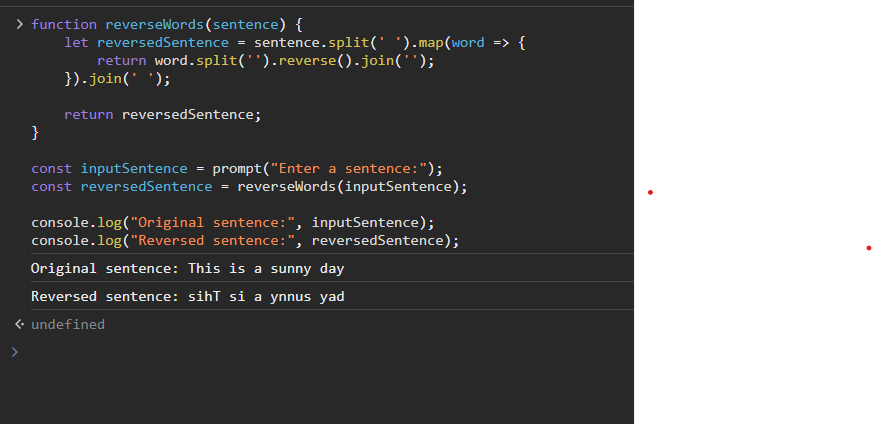 function reverseWords(sentence) {
    let reversedSentence = sentence.split(' ').map(word => {
        return word.split('').reverse().join('');
    }).join(' ');

    return reversedSentence;
}

const inputSentence = prompt("Enter a sentence:");
const reversedSentence = reverseWords(inputSentence);

console.log("Original sentence:", inputSentence);
console.log("Reversed sentence:", reversedSentence);
Original sentence: This is a sunny day
Reversed sentence: sihT si a ynnus yad
undefined